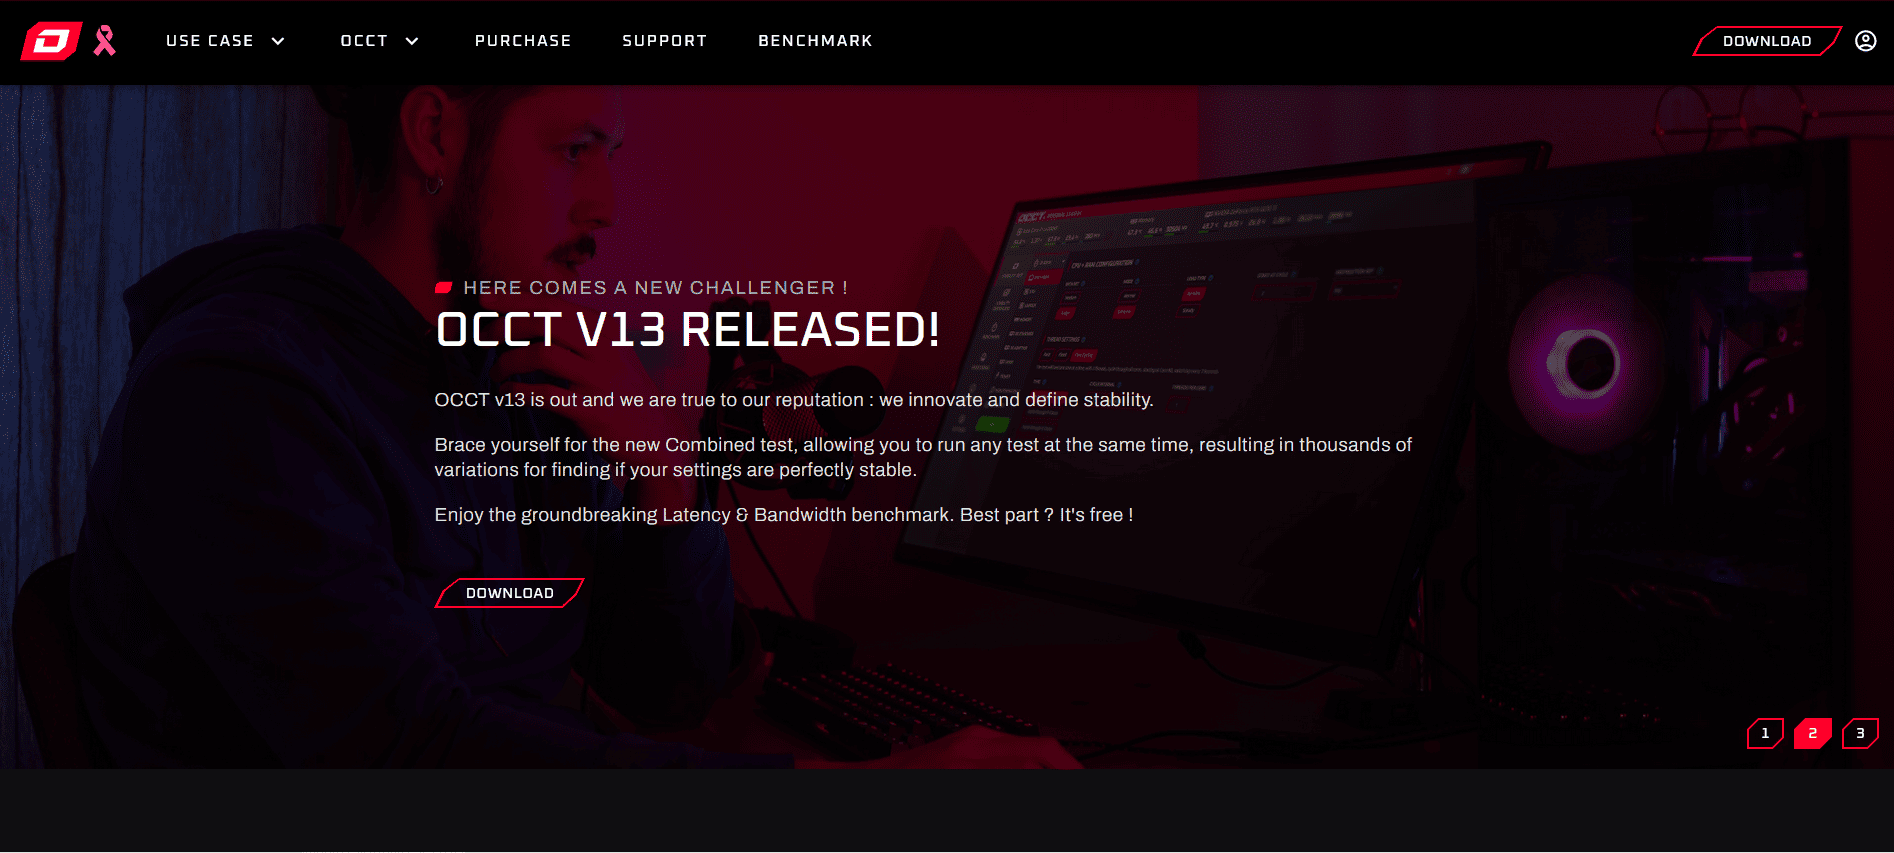 USE CASE
OCCT
PURCHASE
SUPPORT
BENCHMARK
DOWNLOAD
HERE COMES A NEW CHALLENGER !
OCCT V13 RELEASED!
OCCT v13 is out and we are true to our reputation : we innovate and define stability.
Brace yourself for the new Combined test, allowing you to run any test at the same time, resulting in thousands of
variations for finding if your settings are perfectly stable.
Enjoy the groundbreaking Latency & Bandwidth benchmark. Best part ? It's free !
DOWNLOAD
1
2
3